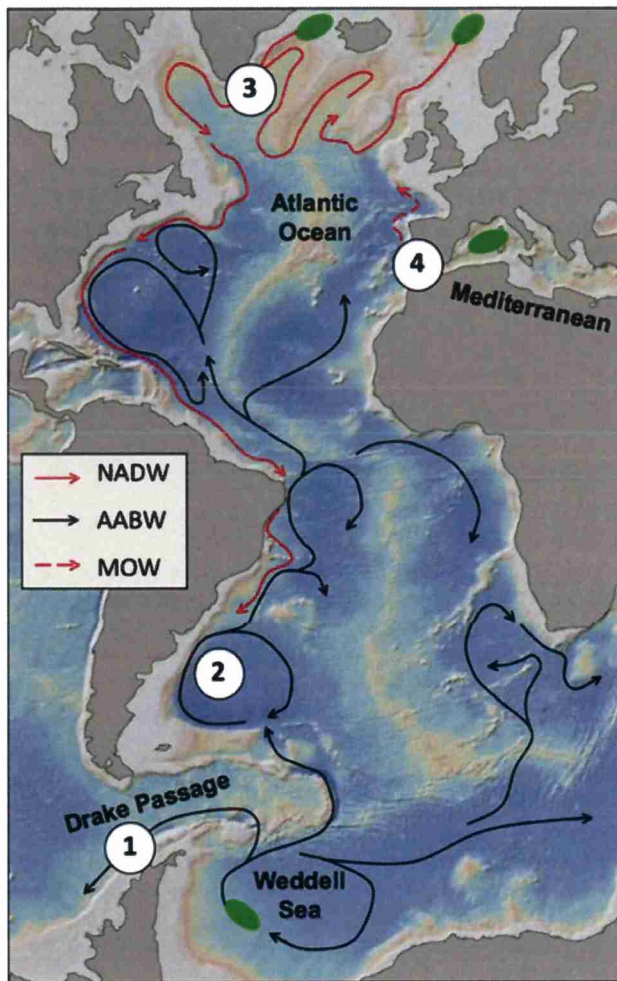 3
Atlantic
Ocean
4
Mediterranean
NADW
AABW
MOW
2
Drake Passage
1
Weddell
Sea